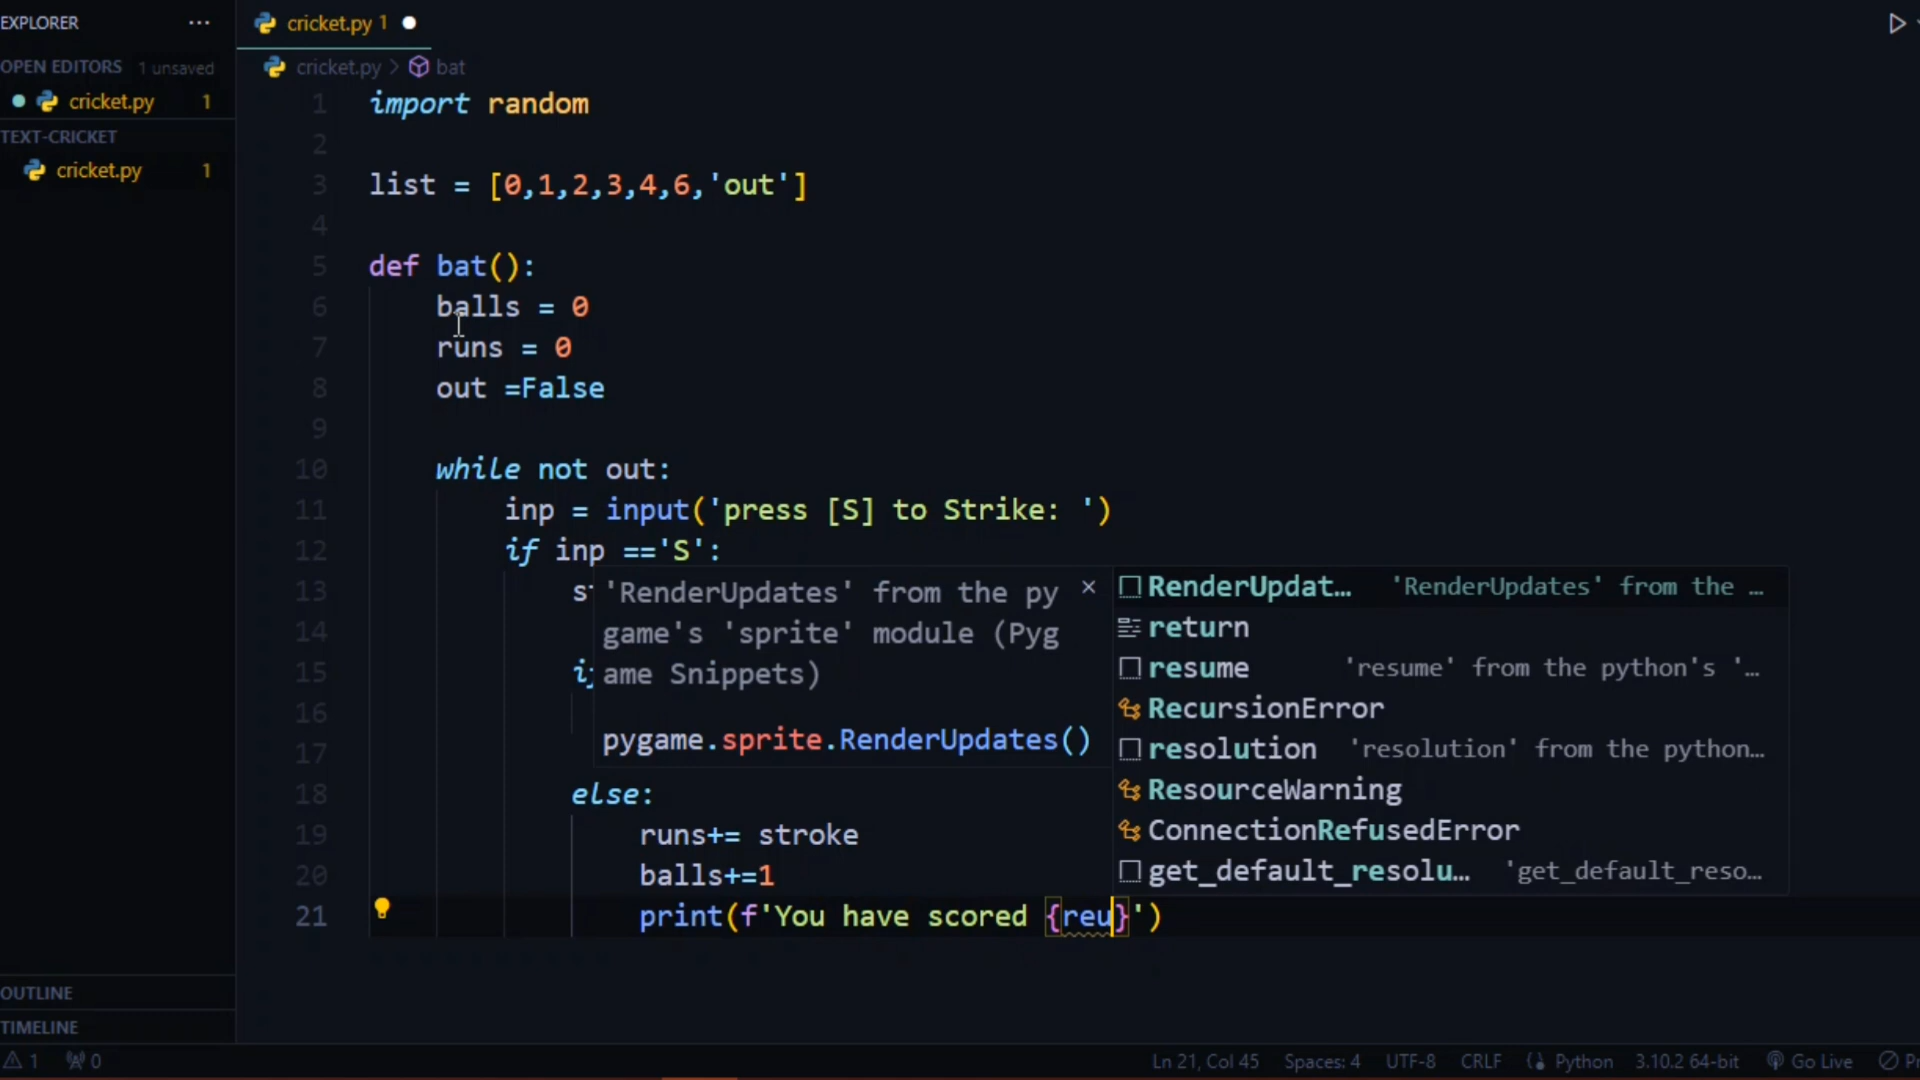 EXPLORER ...
OPEN EDITORS 1 unsaved
cricket.py 1
TEXT-CRICKET
cricket.py 1
OUTLINE
TIMELINE
cricket.py 1
cricket.py > bat
1 import random
2
3 list = [0,1,2,3,4,6,'out']
4
5 def bat():
6 balls = 0
7 runs = 0
8 out =False
9
10 while not out:
11 inp = input('press [S] to Strike: ')
12 if inp =='S':
13
14
15
16
17
18 else:
19 runs+= stroke
20 balls+=1
21 print(f'You have scored {reu}')
'RenderUpdates' from the py
game's 'sprite' module (Pyg
ame Snippets)
pygame.sprite.RenderUpdates()
RenderUpdat... 'RenderUpdates' from the ...
return
resume 'resume' from the python's '...
RecursionError
resolution 'resolution' from the python...
ResourceWarning
ConnectionRefusedError
get_default_resolu... 'get_default_reso...
1 0 Ln 21, Col 45 Spaces: 4 UTF-8 CRLF Python 3.10.2 64-bit Go Live